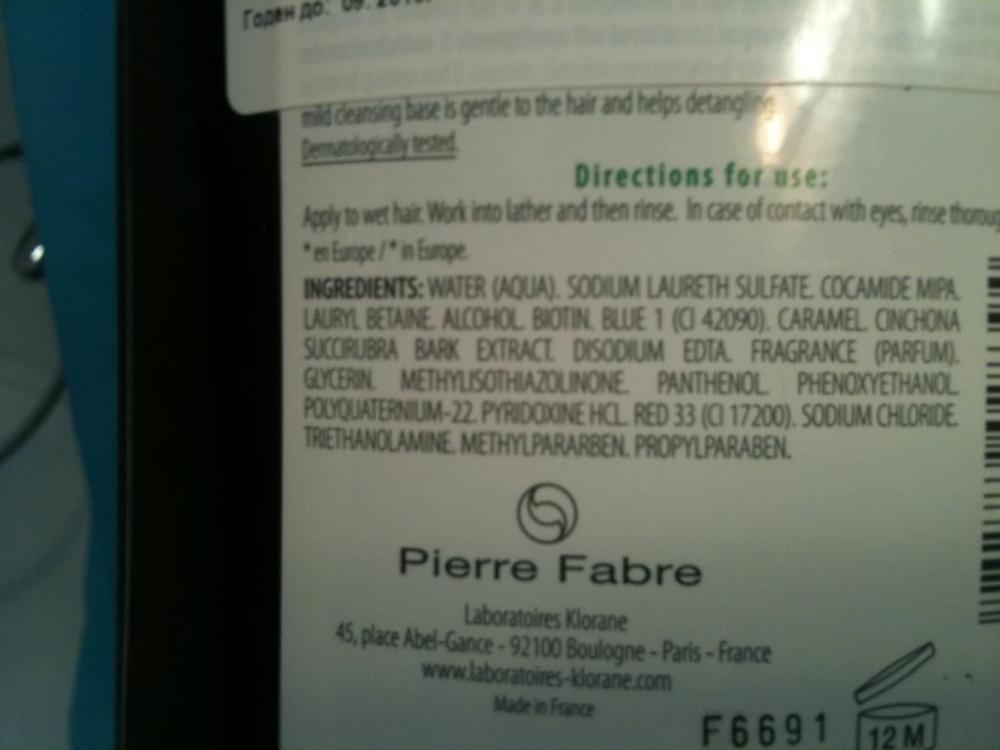 Годен до: 09.
mild cleansing base is gentle to the hair and helps detangling.
Dermatologically tested.
Directions for use:
Apply to wet hair. Work into lather and then rinse. In case of contact with eyes, rinse thoroug
* en Europe / * in Europe.
INGREDIENTS: WATER (AQUA). SODIUM LAURETH SULFATE. COCAMIDE MIPA.
LAURYL BETAINE. ALCOHOL. BIOTIN. BLUE 1 (CI 42090). CARAMEL. CINCHONA
SUCCIRUBRA BARK EXTRACT. DISODIUM EDTA. FRAGRANCE (PARFUM).
GLYCERIN. METHYLISOTHIAZOLINONE. PANTHENOL. PHENOXYETHANOL.
POLYQUATERNIUM-22. PYRIDOXINE HCL. RED 33 (CI 17200). SODIUM CHLORIDE.
TRIETHANOLAMINE. METHYLPARARBEN. PROPYLPARABEN.
Pierre Fabre
Laboratoires Klorane
45, place Abel-Gance - 92100 Boulogne - Paris - France
www.laboratoires-klorane.com
Made in France
F6691
12 M